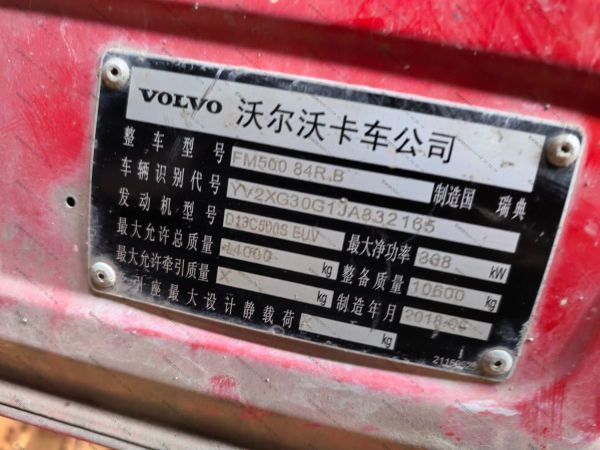 VOLVO 沃尔沃卡车公司
整车型号 FM500 84R.B 制造国 瑞典
车辆识别代号 YV2XG30G1JA832165
发动机型号 D13C500S EUV 最大净功率 368 kW
最大允许总质量 44000 kg 整备质量 10600 kg
最大允许牵引质量 X kg 制造年月
引座最大设计静载荷 kg